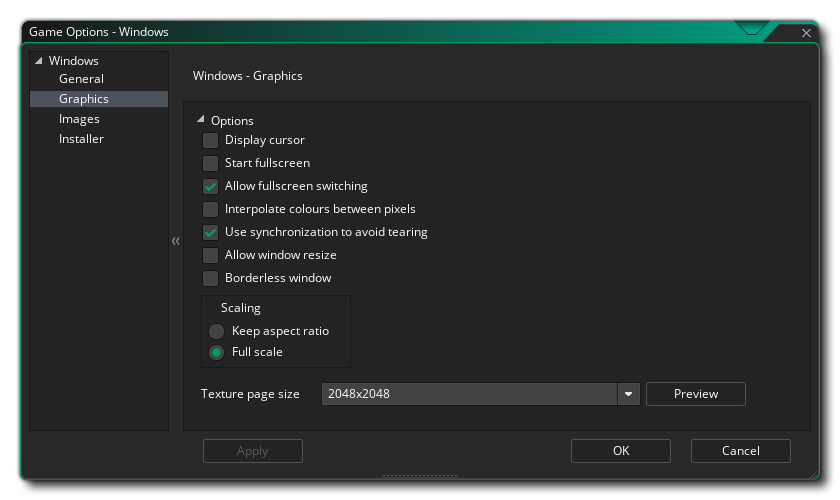 Game Options - Windows
Windows
General
Graphics
Images
Installer
Windows - Graphics
Options
Display cursor
Start fullscreen
Allow fullscreen switching
Interpolate colours between pixels
Use synchronization to avoid tearing
Allow window resize
Borderless window
Scaling
Keep aspect ratio
Full scale
Texture page size 2048x2048 Preview
Apply OK Cancel